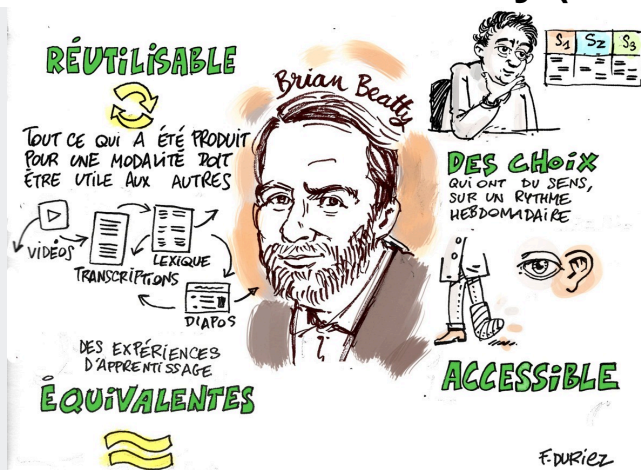 RÉUTILISABLE
TOUT CE QUI A ÉTÉ PRODUIT
POUR UNE MODALITÉ DOIT
ÊTRE UTILE AUX AUTRES
VIDÉOS
TRANSCRIPTIONS
LEXIQUE
DIAPOS
DES EXPÉRIENCES
D'APPRENTISSAGE
ÉQUIVALENTES
Brian Beatty
S1 S2 S3
DES CHOIX
QUI ONT DU SENS,
SUR UN RYTHME
HEBDOMADAIRE
ACCESSIBLE
F. DURIEZ